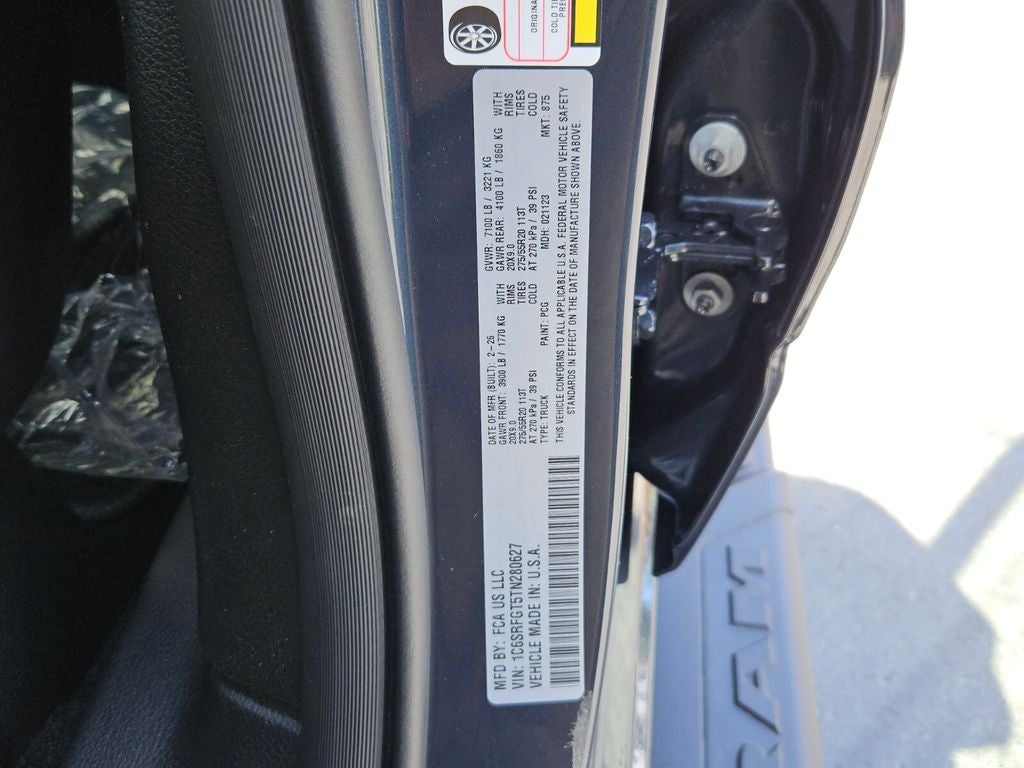 ORIGINA
COLD TI
PRE
MFD BY: FCA US LLC
VIN: 1C6SRFGT5TN280627
VEHICLE MADE IN: U.S.A.
DATE OF MFR (BUILT): 2-26 GVWR: 7100 LB / 3221 KG
GAWR FRONT: 3900 LB / 1770 KG WITH GAWR REAR: 4100 LB / 1860 KG WITH
20X9.0 RIMS 20X9.0 RIMS
275/55R20 113T TIRES 275/55R20 113T TIRES
AT 270 kPa / 39 PSI COLD AT 270 kPa / 39 PSI COLD
TYPE: TRUCK PAINT: PCG MDH: 021123 MKT: 875
THIS VEHICLE CONFORMS TO ALL APPLICABLE U.S.A. FEDERAL MOTOR VEHICLE SAFETY
STANDARDS IN EFFECT ON THE DATE OF MANUFACTURE SHOWN ABOVE.
RAM